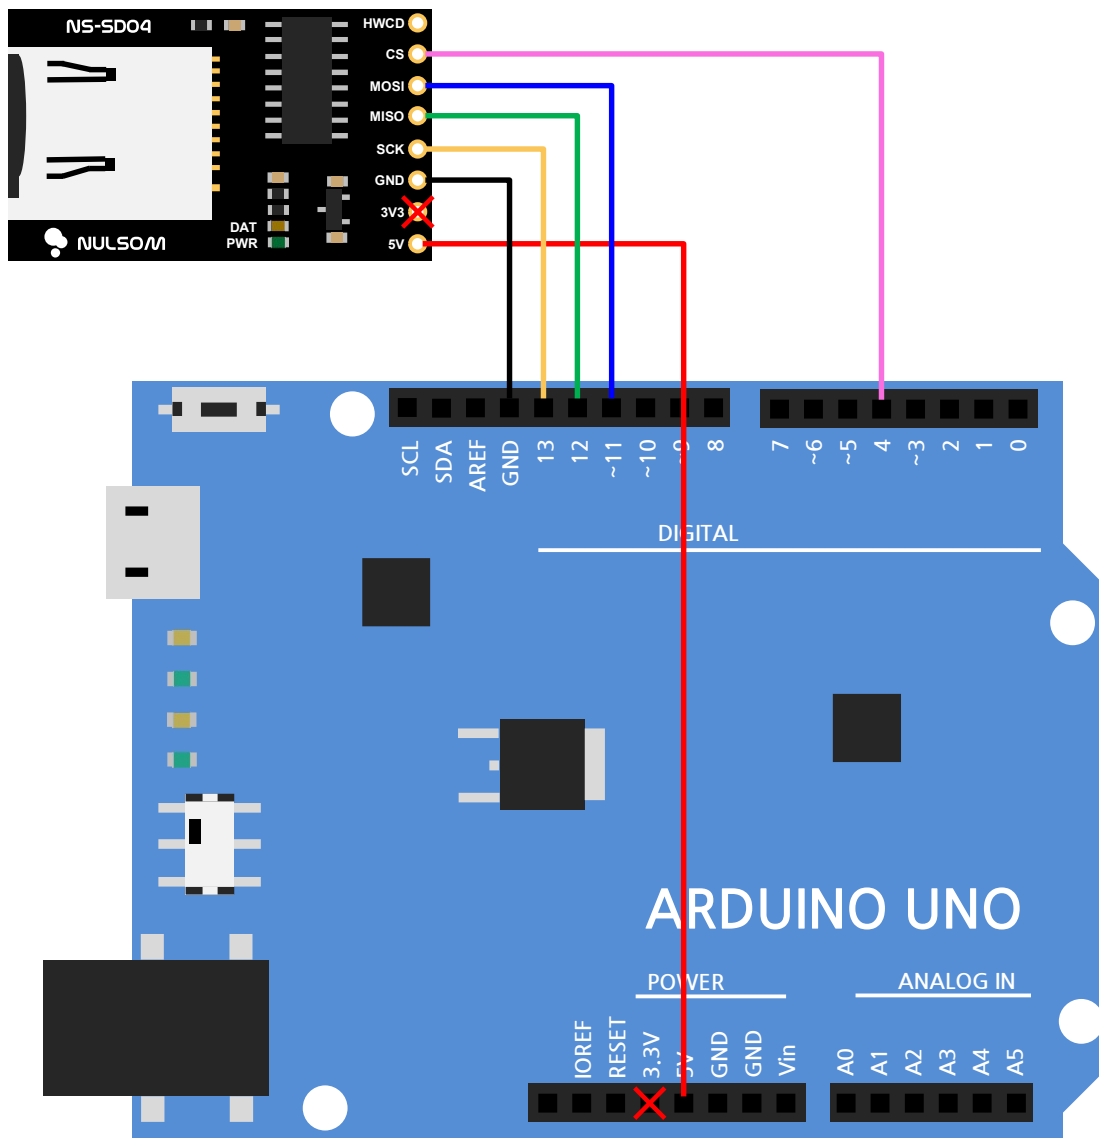 NS-SD04
HWCD
CS
MOSI
MISO
SCK
GND
3V3
5V
DAT
PWR
NULSOM
SCL
SDA
AREF
GND
13
12
~11
~10
~9
8
7
~6
~5
4
~3
2
1
0
DIGITAL
ARDUINO UNO
POWER
ANALOG IN
IOREF
RESET
3.3V
5V
GND
GND
Vin
A0
A1
A2
A3
A4
A5